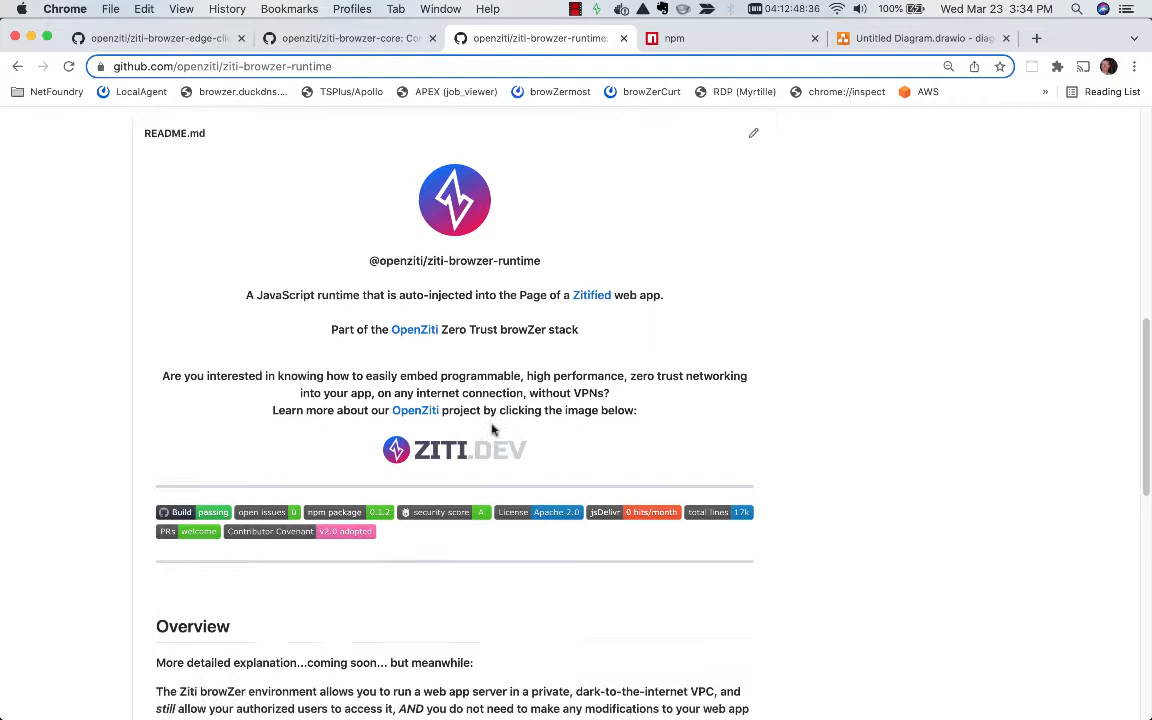 Chrome File Edit View History Bookmarks Profiles Tab Window Help 04:12:48:36 100% Wed Mar 23 3:34 PM
openziti/ziti-browzer-edge-cli openziti/ziti-browzer-core: Co openziti/ziti-browzer-runtime: npm Untitled Diagram.drawio - diag
github.com/openziti/ziti-browzer-runtime
NetFoundry LocalAgent browzer.duckdns.... TSPlus/Apollo APEX (job_viewer) browZermost browZerCurt RDP (Myrtille) chrome://inspect AWS » Reading List
README.md
@openziti/ziti-browzer-runtime
A JavaScript runtime that is auto-injected into the Page of a Zitified web app.
Part of the OpenZiti Zero Trust browZer stack
Are you interested in knowing how to easily embed programmable, high performance, zero trust networking
into your app, on any internet connection, without VPNs?
Learn more about our OpenZiti project by clicking the image below:
ZITI.DEV
Build passing open issues 0 npm package 0.1.2 security score A License Apache 2.0 jsDelivr 0 hits/month total lines 17k
PRs welcome Contributor Covenant v2.0 adopted
Overview
More detailed explanation...coming soon... but meanwhile:
The Ziti browZer environment allows you to run a web app server in a private, dark-to-the-internet VPC, and
still allow your authorized users to access it, AND you do not need to make any modifications to your web app